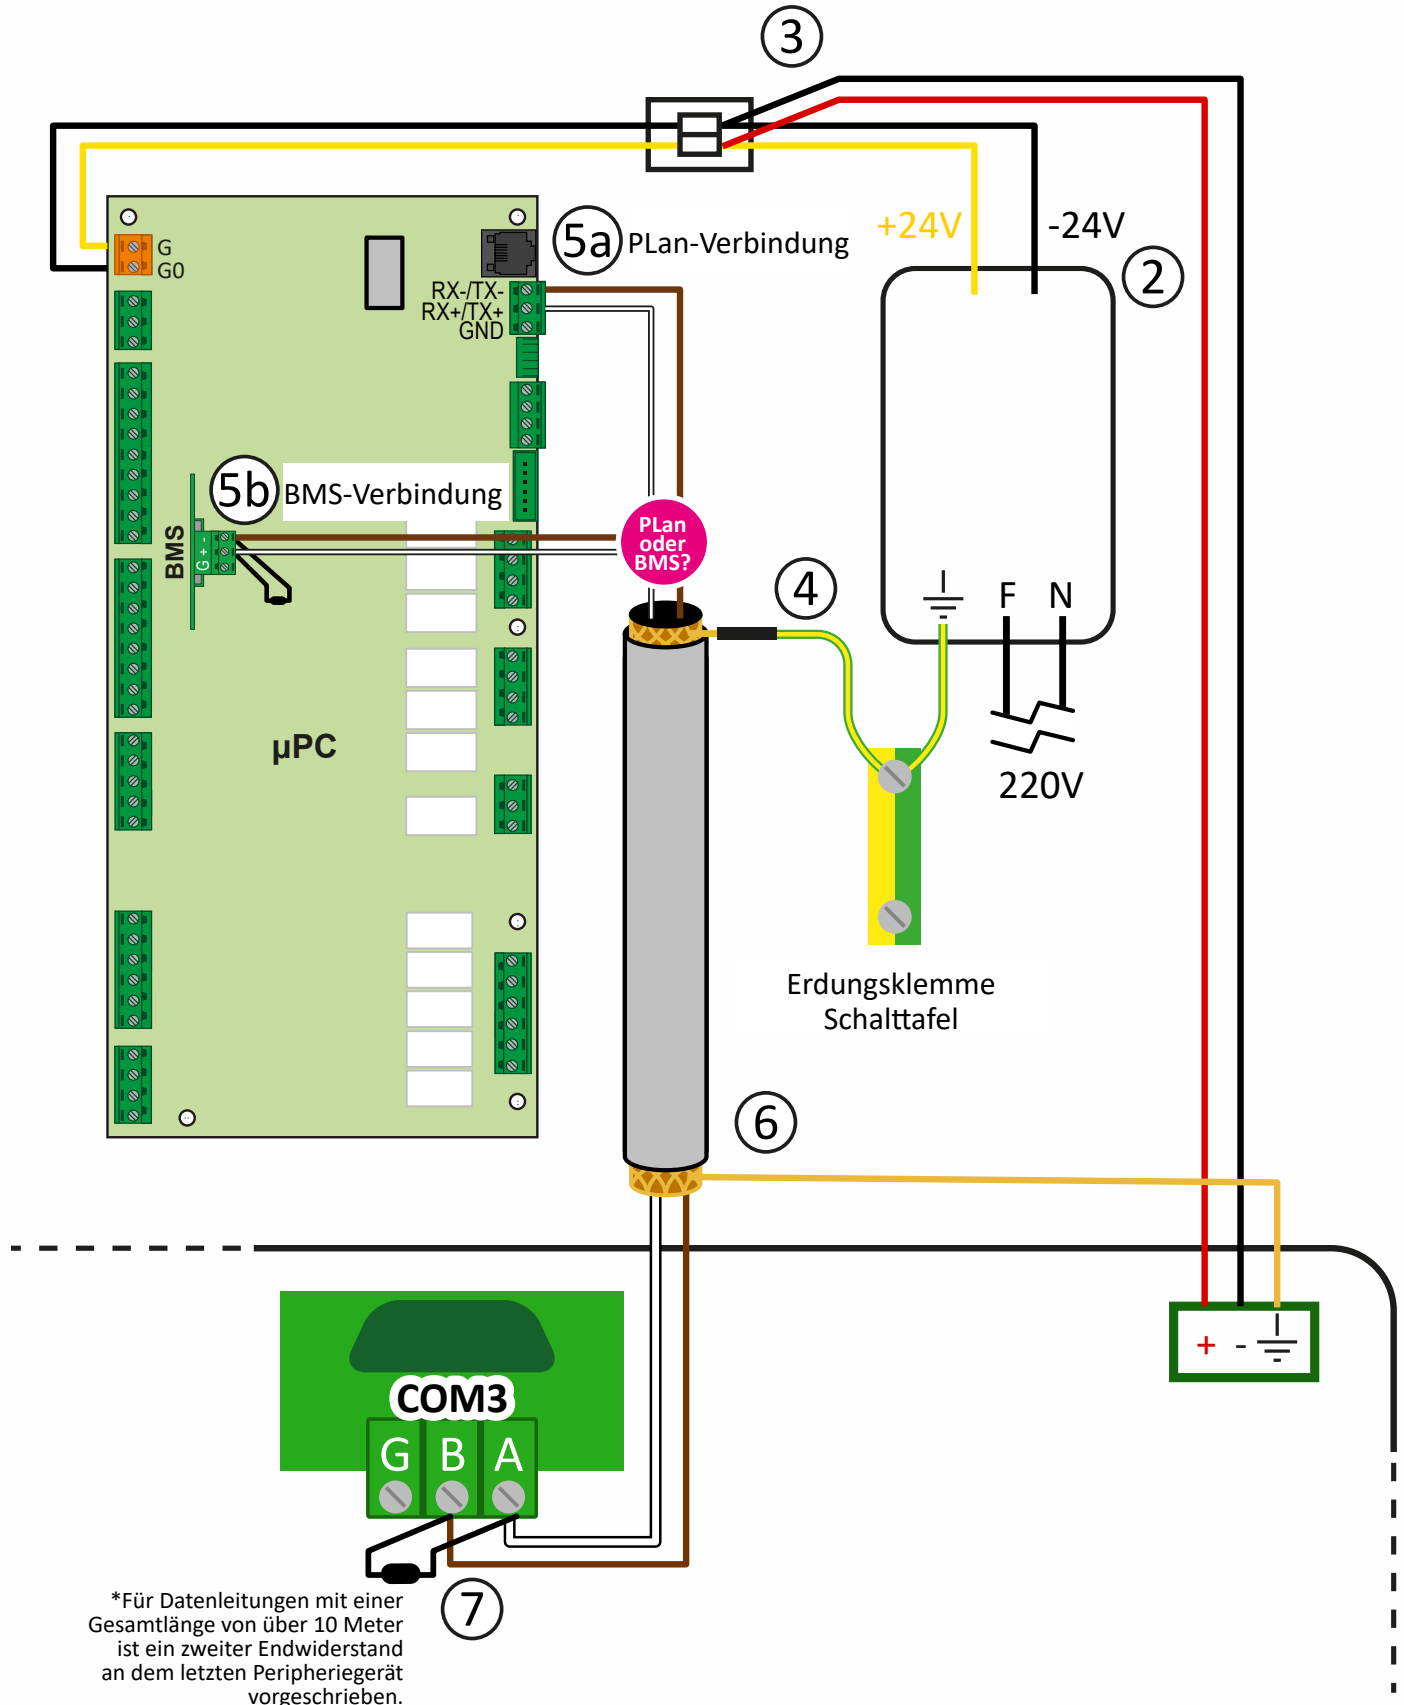 3
G
G0
5a PLan-Verbindung
+24V
-24V
2
RX-/TX-
RX+/TX+
GND
5b BMS-Verbindung
BMS
G + -
PLan
oder
BMS?
4
F N
µPC
220V
Erdungsklemme
Schalttafel
6
+ -
COM3
G B A
7
*Für Datenleitungen mit einer
Gesamtlänge von über 10 Meter
ist ein zweiter Endwiderstand
an dem letzten Peripheriegerät
vorgeschrieben.